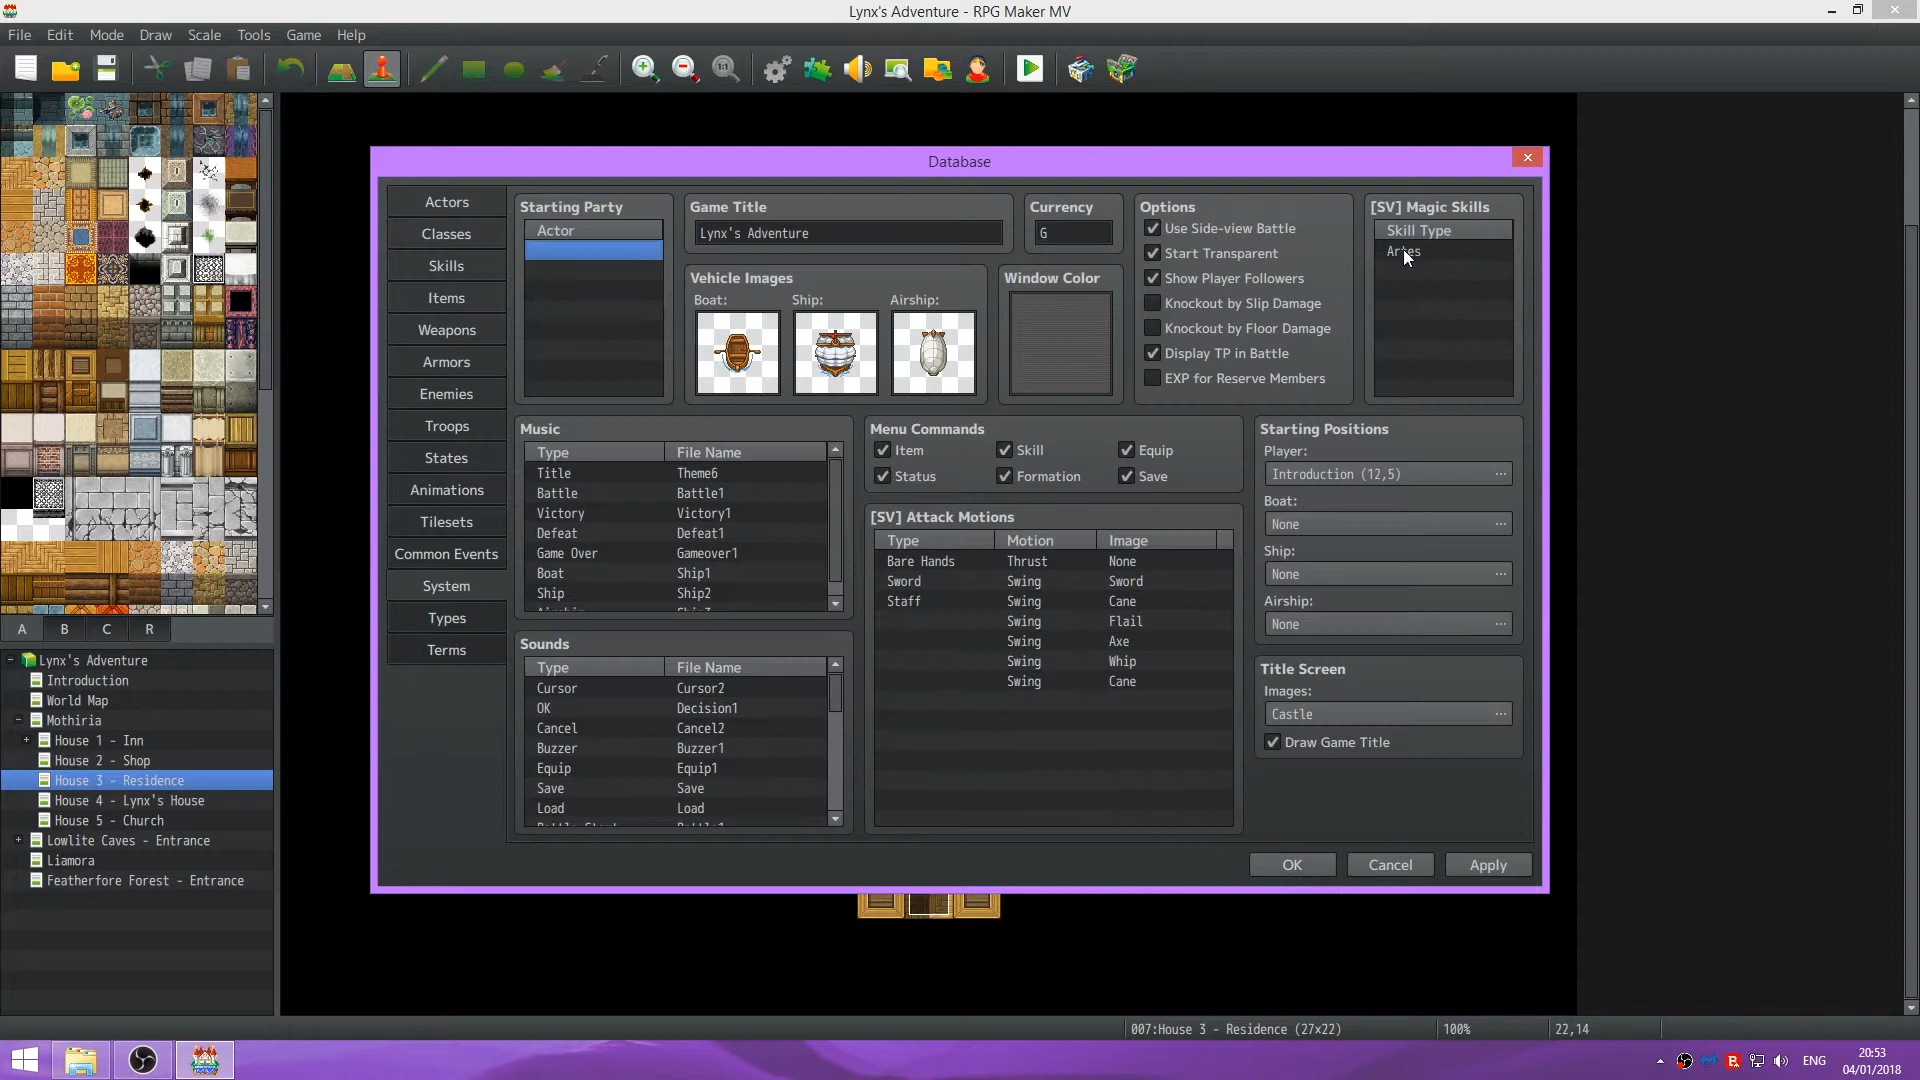 Lynx's Adventure - RPG Maker MV
File Edit Mode Draw Scale Tools Game Help
1:1
Database
Actors
Classes
Skills
Items
Weapons
Armors
Enemies
Troops
States
Animations
Tilesets
Common Events
System
Types
Terms
Starting Party
Actor
Game Title
Lynx's Adventure
Currency
G
Vehicle Images
Boat: Ship: Airship:
Window Color
Options
Use Side-view Battle
Start Transparent
Show Player Followers
Knockout by Slip Damage
Knockout by Floor Damage
Display TP in Battle
EXP for Reserve Members
[SV] Magic Skills
Skill Type
Artes
Music
Type File Name
Title Theme6
Battle Battle1
Victory Victory1
Defeat Defeat1
Game Over Gameover1
Boat Ship1
Ship Ship2
Airship Ship3
Sounds
Type File Name
Cursor Cursor2
OK Decision1
Cancel Cancel2
Buzzer Buzzer1
Equip Equip1
Save Save
Load Load
Battle Start Battle1
Menu Commands
Item Skill Equip
Status Formation Save
[SV] Attack Motions
Type Motion Image
Bare Hands Thrust None
Sword Swing Sword
Staff Swing Cane
Swing Flail
Swing Axe
Swing Whip
Swing Cane
Starting Positions
Player:
Introduction (12,5) ...
Boat:
None ...
Ship:
None ...
Airship:
None ...
Title Screen
Images:
Castle ...
Draw Game Title
OK Cancel Apply
A B C R
Lynx's Adventure
Introduction
World Map
Mothiria
House 1 - Inn
House 2 - Shop
House 3 - Residence
House 4 - Lynx's House
House 5 - Church
Lowlite Caves - Entrance
Liamora
Featherfore Forest - Entrance
007:House 3 - Residence (27x22) 100% 22,14
ENG
20:53
04/01/2018